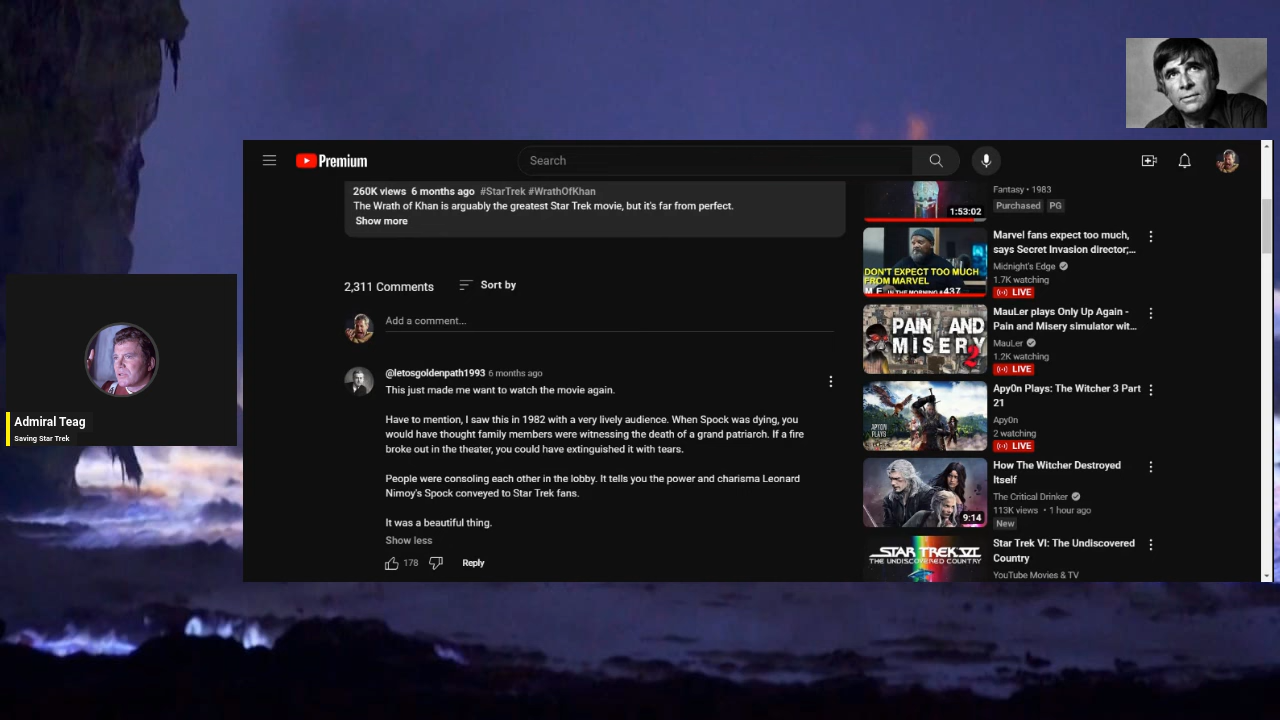 Premium
Search
260K views 6 months ago #StarTrek #WrathOfKhan
The Wrath of Khan is arguably the greatest Star Trek movie, but it's far from perfect.
Show more
2,311 Comments
Sort by
Add a comment...
@letosgoldenpath1993 6 months ago
This just made me want to watch the movie again.
Have to mention, I saw this in 1982 with a very lively audience. When Spock was dying, you
would have thought family members were witnessing the death of a grand patriarch. If a fire
broke out in the theater, you could have extinguished it with tears.
People were consoling each other in the lobby. It tells you the power and charisma Leonard
Nimoy's Spock conveyed to Star Trek fans.
It was a beautiful thing.
Show less
178
Reply
Admiral Teag
Saving Star Trek
1:53:02
Fantasy • 1983
Purchased PG
DON'T EXPECT TOO MUCH
FROM MARVEL
IN THE MORNING
437
Marvel fans expect too much,
says Secret Invasion director;...
Midnight's Edge
1.7K watching
LIVE
PAIN AND
MISERY
2
MauLer plays Only Up Again -
Pain and Misery simulator wit...
MauLer
1.2K watching
LIVE
APYON
PLAYS
Apy0n Plays: The Witcher 3 Part
21
Apy0n
2 watching
LIVE
9:14
How The Witcher Destroyed
Itself
The Critical Drinker
113K views • 1 hour ago
New
STAR TREK VI
THE UNDISCOVERED COUNTRY
Star Trek VI: The Undiscovered
Country
YouTube Movies & TV